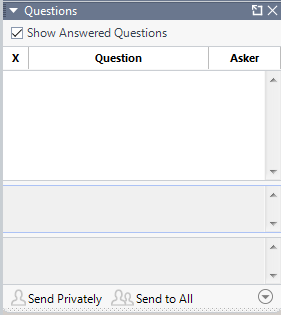 Questions
Show Answered Questions
X Question Asker
Send Privately Send to All